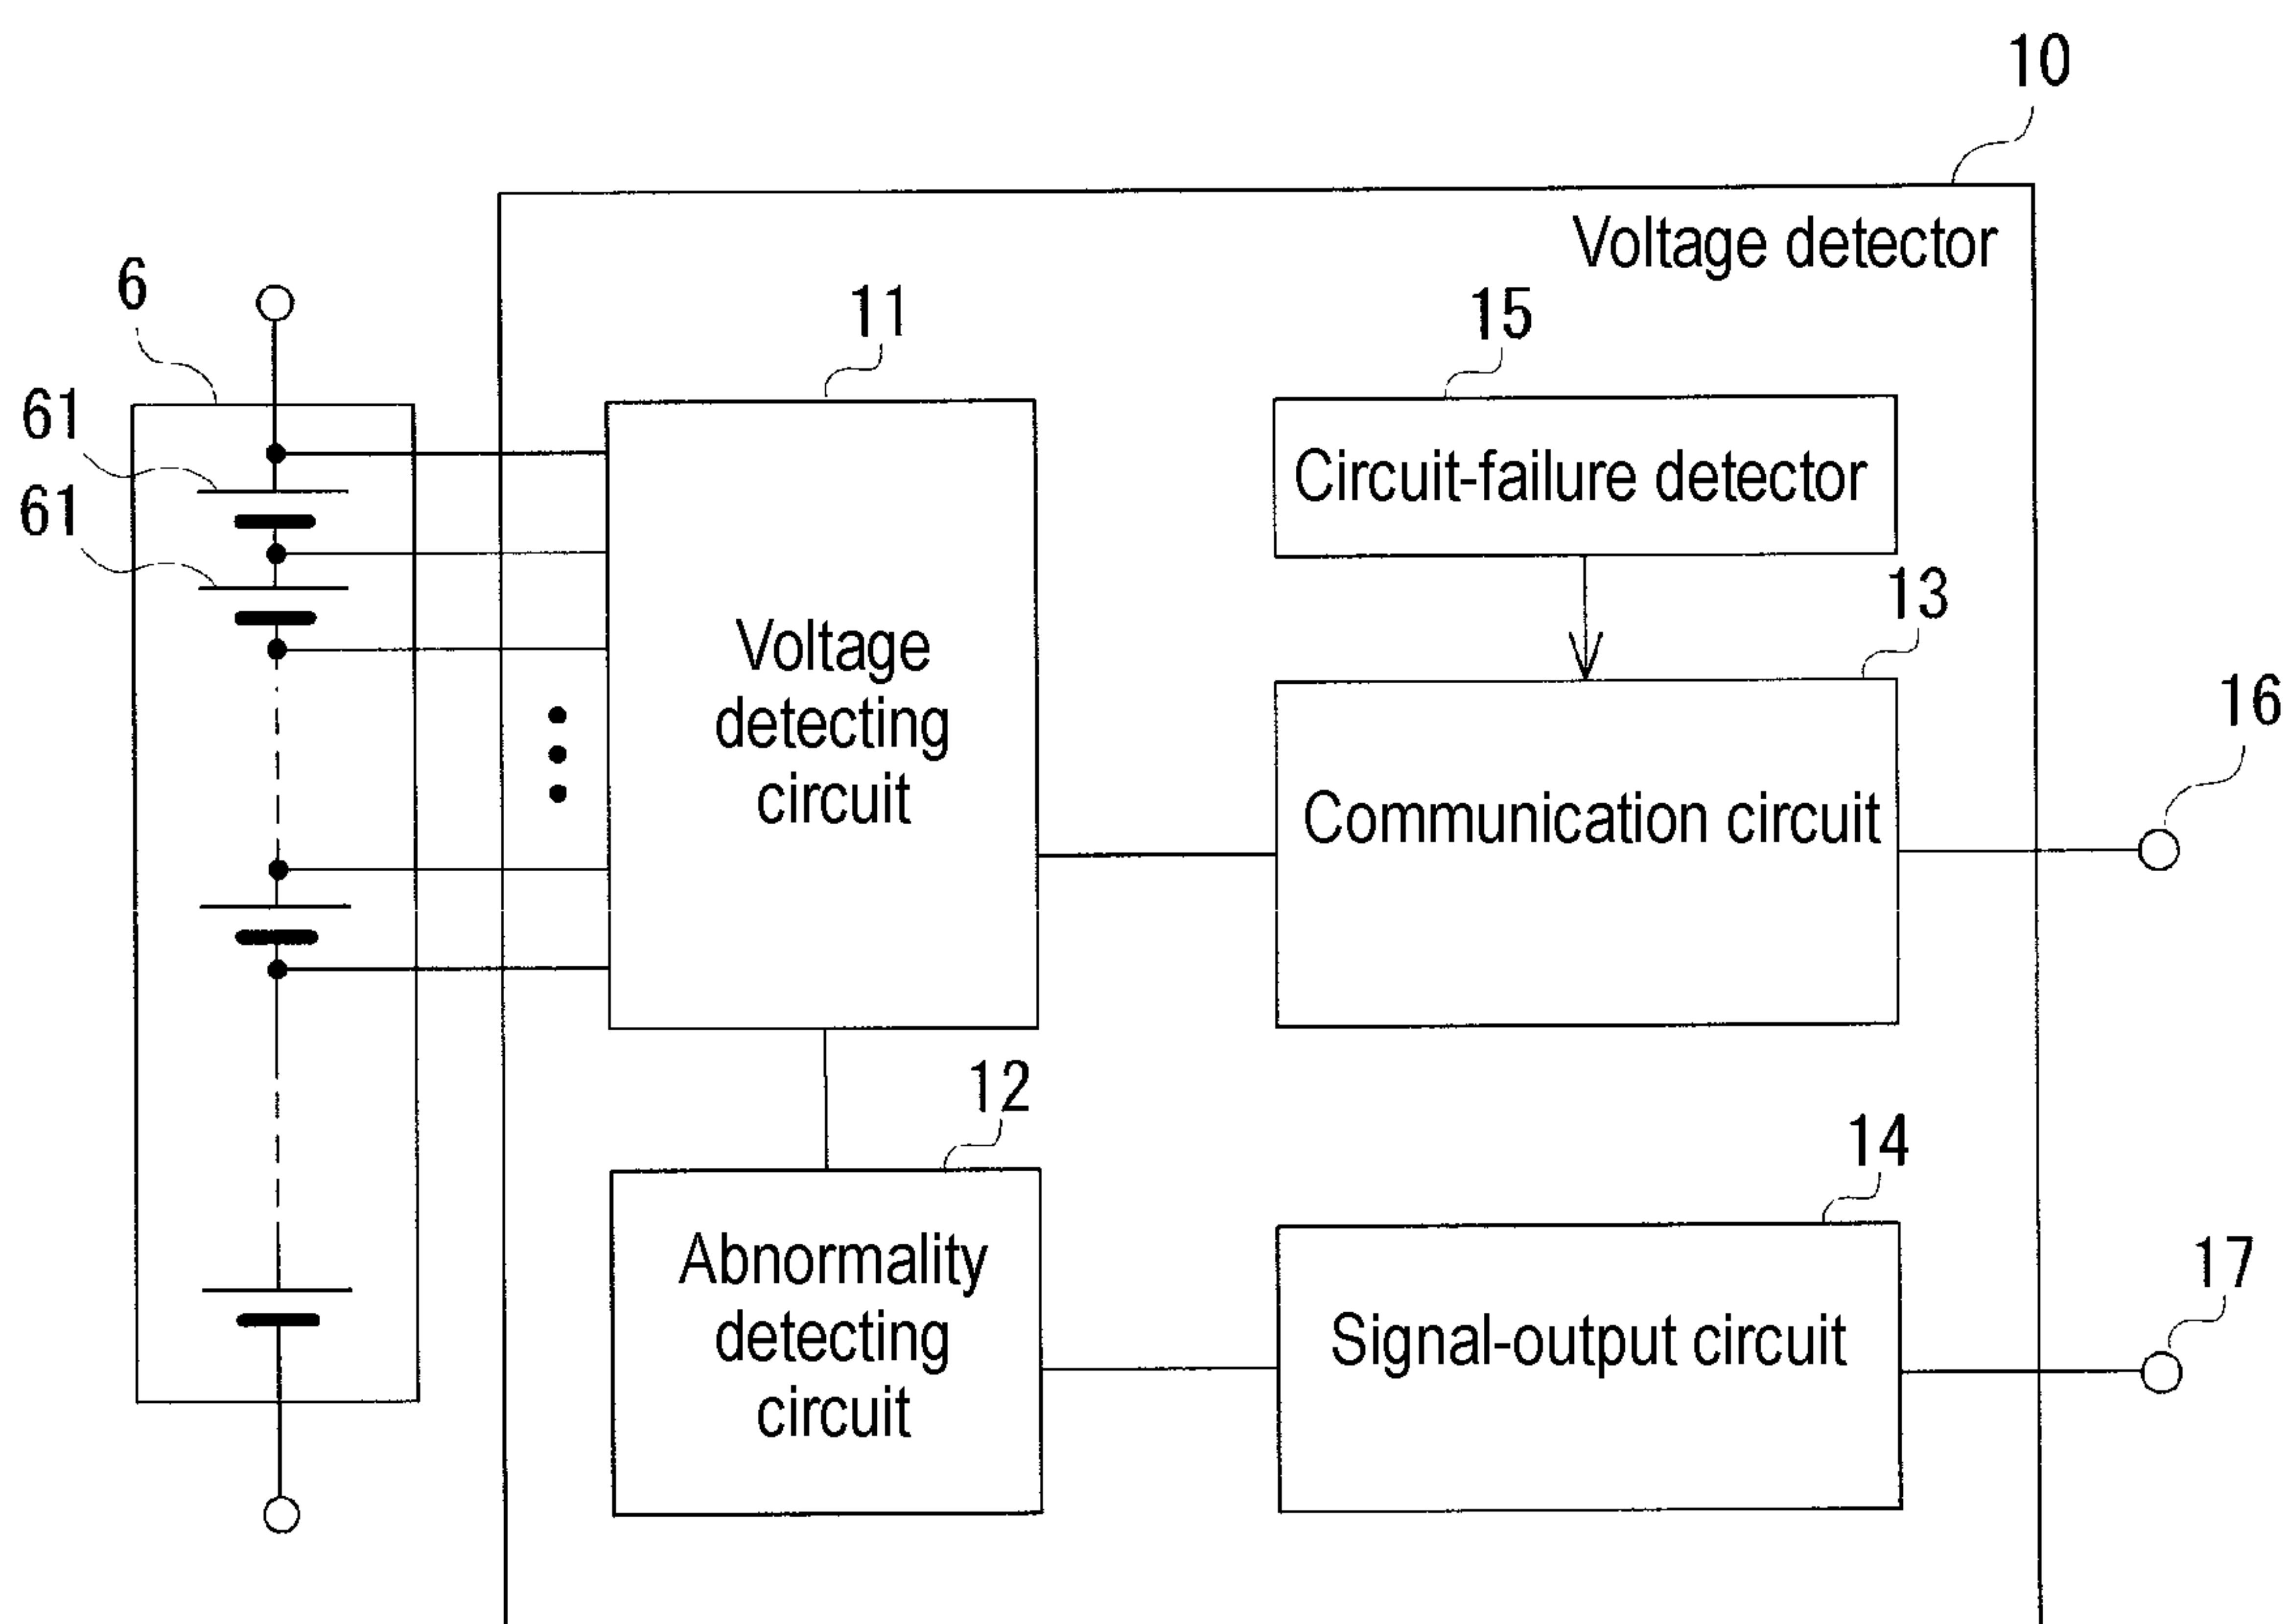 10
Voltage detector
6
11
15
61
Circuit-failure detector
61
13
Voltage
detecting
circuit
16
Communication circuit
12
14
Abnormality
detecting
circuit
17
Signal-output circuit